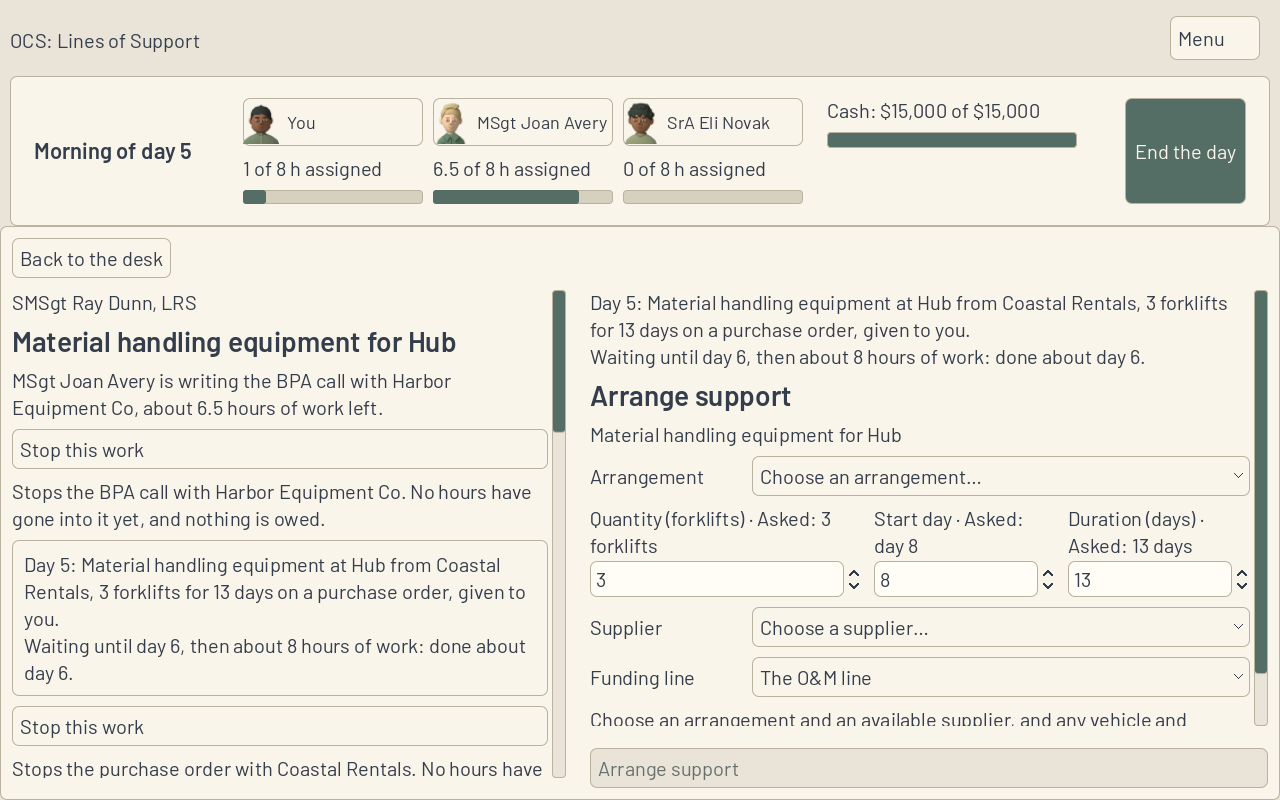 OCS: Lines of Support
Menu
Morning of day 5
You
1 of 8 h assigned
MSgt Joan Avery
6.5 of 8 h assigned
SrA Eli Novak
0 of 8 h assigned
Cash: $15,000 of $15,000
End the day
Back to the desk
SMSgt Ray Dunn, LRS
Material handling equipment for Hub
MSgt Joan Avery is writing the BPA call with Harbor
Equipment Co, about 6.5 hours of work left.
Stop this work
Stops the BPA call with Harbor Equipment Co. No hours have
gone into it yet, and nothing is owed.
Day 5: Material handling equipment at Hub from Coastal
Rentals, 3 forklifts for 13 days on a purchase order, given to
you.
Waiting until day 6, then about 8 hours of work: done about
day 6.
Stop this work
Stops the purchase order with Coastal Rentals. No hours have
Day 5: Material handling equipment at Hub from Coastal Rentals, 3 forklifts
for 13 days on a purchase order, given to you.
Waiting until day 6, then about 8 hours of work: done about day 6.
Arrange support
Material handling equipment for Hub
Arrangement
Choose an arrangement…
Quantity (forklifts) · Asked: 3
forklifts
Start day · Asked:
day 8
Duration (days) ·
Asked: 13 days
3
8
13
Supplier
Choose a supplier…
Funding line
The O&M line
Choose an arrangement and an available supplier, and any vehicle and
Arrange support